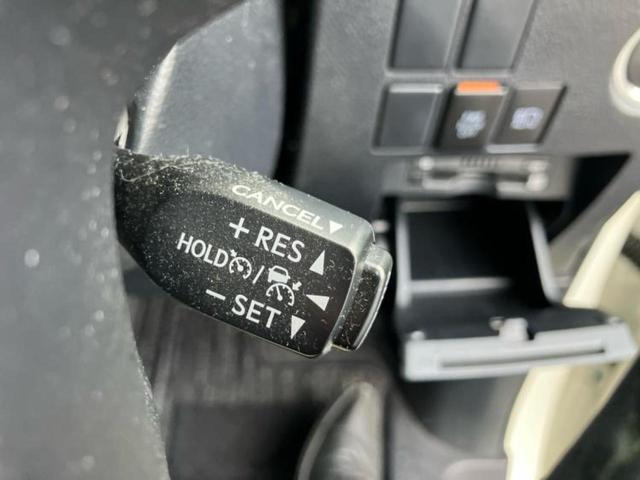 CANCEL▼
+ RES ▲
HOLD / ◀
− SET ▼